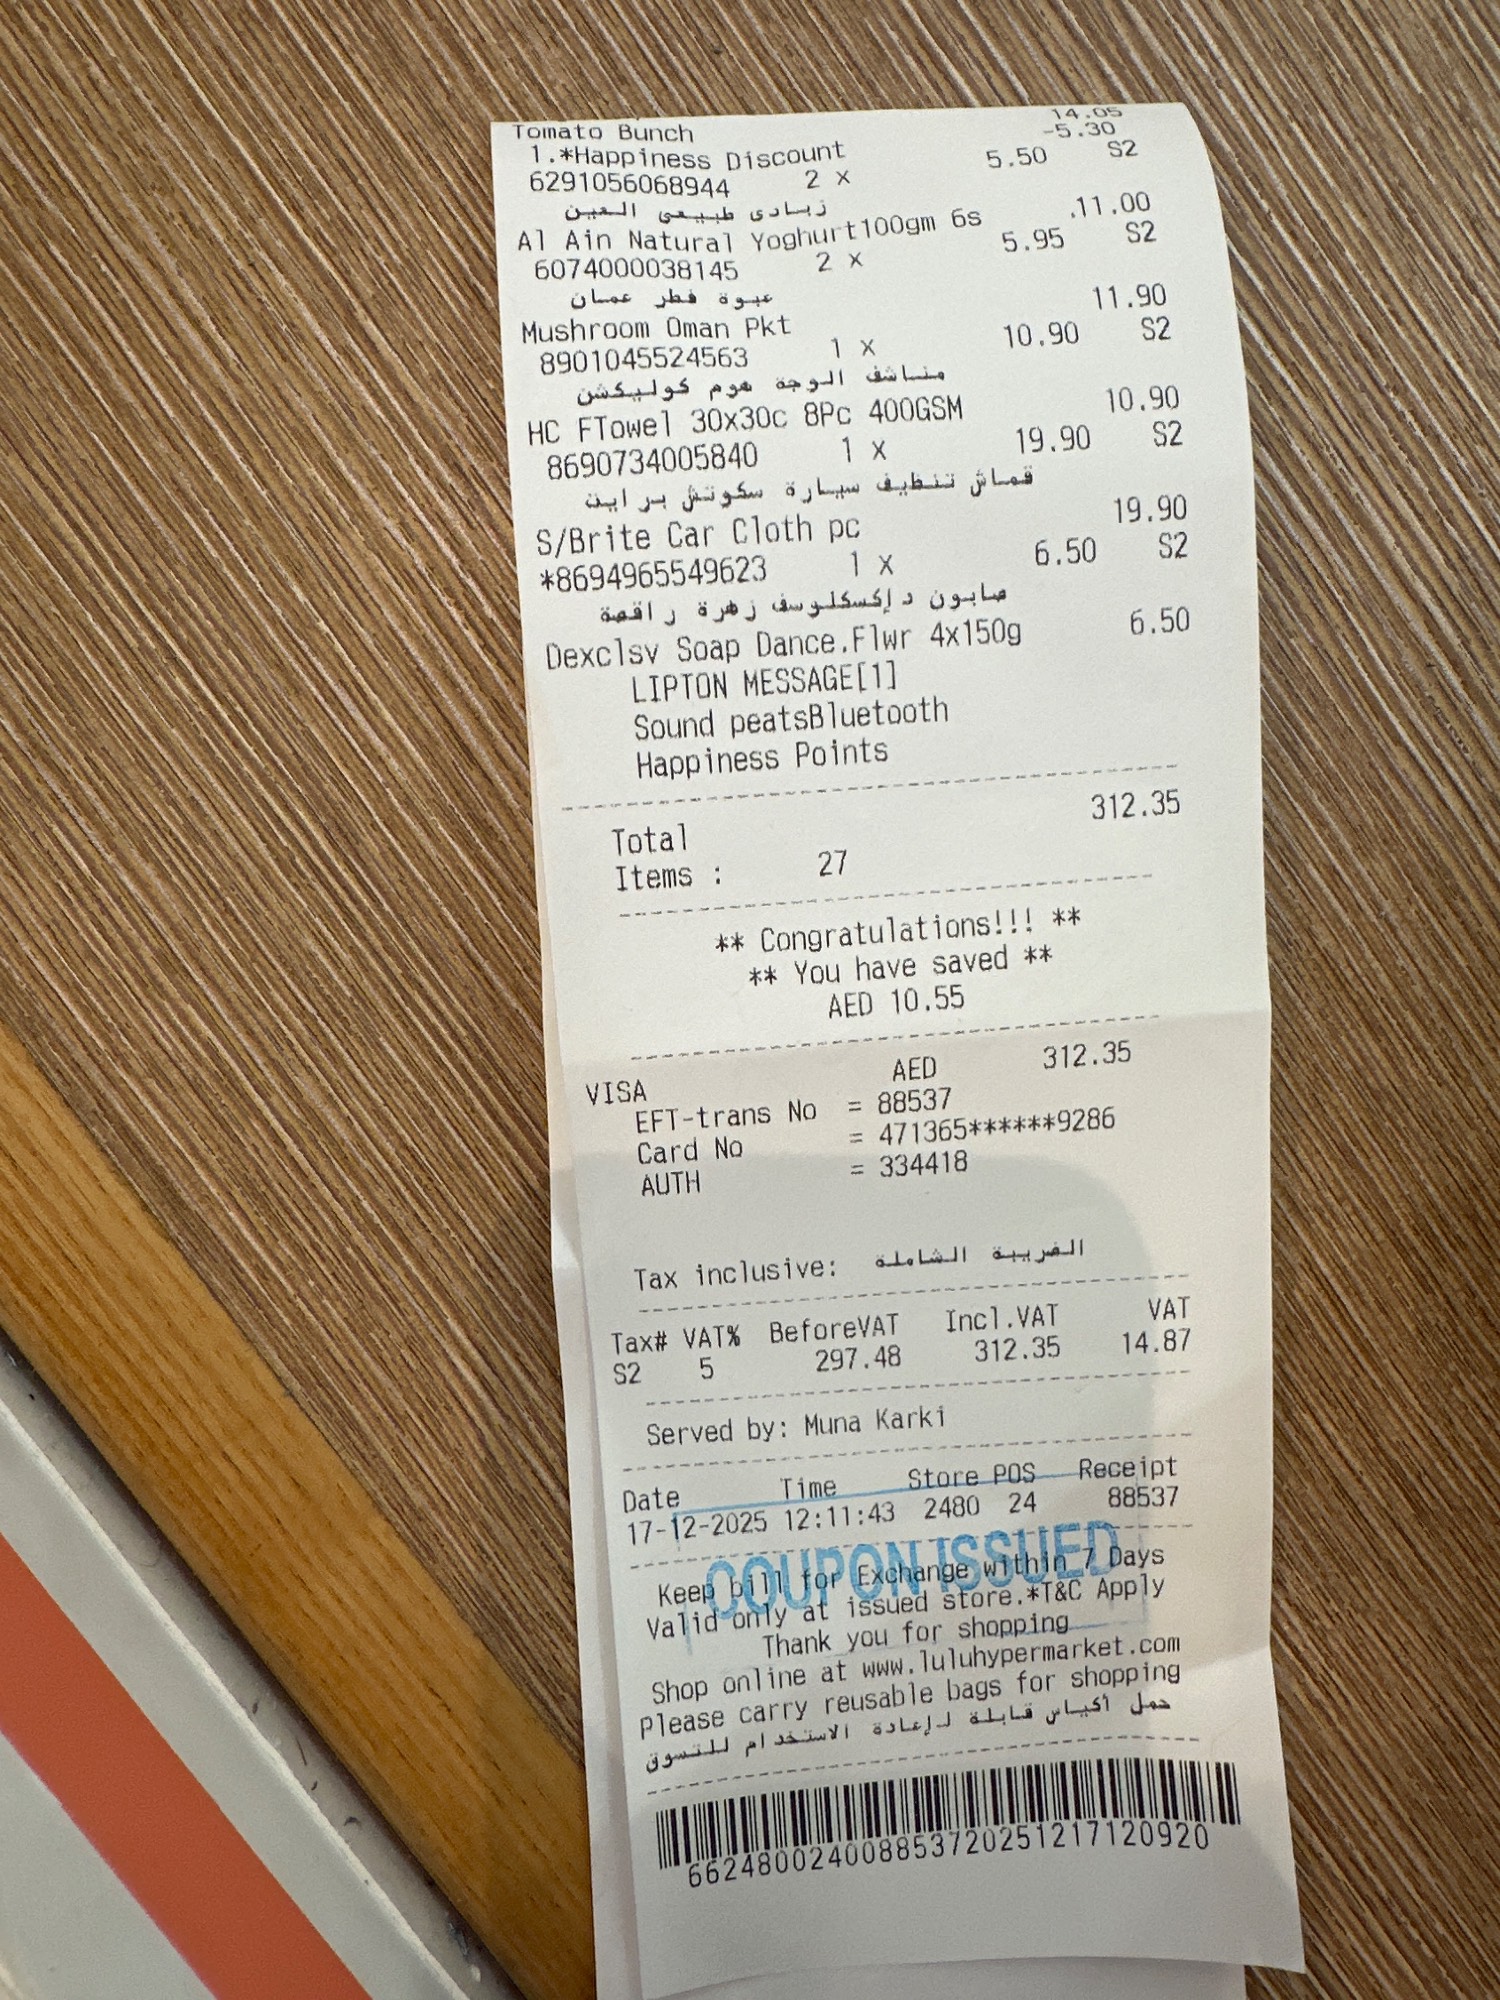 Tomato Bunch 14.05
1.*Happiness Discount -5.30
6291056068944 2 x 5.50 S2
زبادى طبيعى العين
Al Ain Natural Yoghurt100gm 6s .11.00
6074000038145 2 x 5.95 S2
عبوة فطر عمان
Mushroom Oman Pkt 11.90
8901045524563 1 x 10.90 S2
مناشف الوجة هوم كوليكشن
HC FTowel 30x30c 8Pc 400GSM 10.90
8690734005840 1 x 19.90 S2
قماش تنظيف سيارة سكوتش براين
S/Brite Car Cloth pc 19.90
*8694965549623 1 x 6.50 S2
صابون دإكسكلوسف زهرة راقصة
Dexclsv Soap Dance.Flwr 4x150g 6.50
LIPTON MESSAGE[1]
Sound peatsBluetooth
Happiness Points
Total 312.35
Items : 27
** Congratulations!!! **
** You have saved **
AED 10.55
VISA AED 312.35
EFT-trans No = 88537
Card No = 471365******9286
AUTH = 334418
Tax inclusive: الضريبة الشاملة
Tax# VAT% BeforeVAT Incl.VAT VAT
S2 5 297.48 312.35 14.87
Served by: Muna Karki
Date Time Store POS Receipt
17-12-2025 12:11:43 2480 24 88537
COUPON ISSUED
Keep bill for Exchange within 7 Days
Valid only at issued store.*T&C Apply
Thank you for shopping
Shop online at www.luluhypermarket.com
Please carry reusable bags for shopping
حمل أكياس قابلة لإعادة الاستخدام للتسوق
662480024008853720251217120920